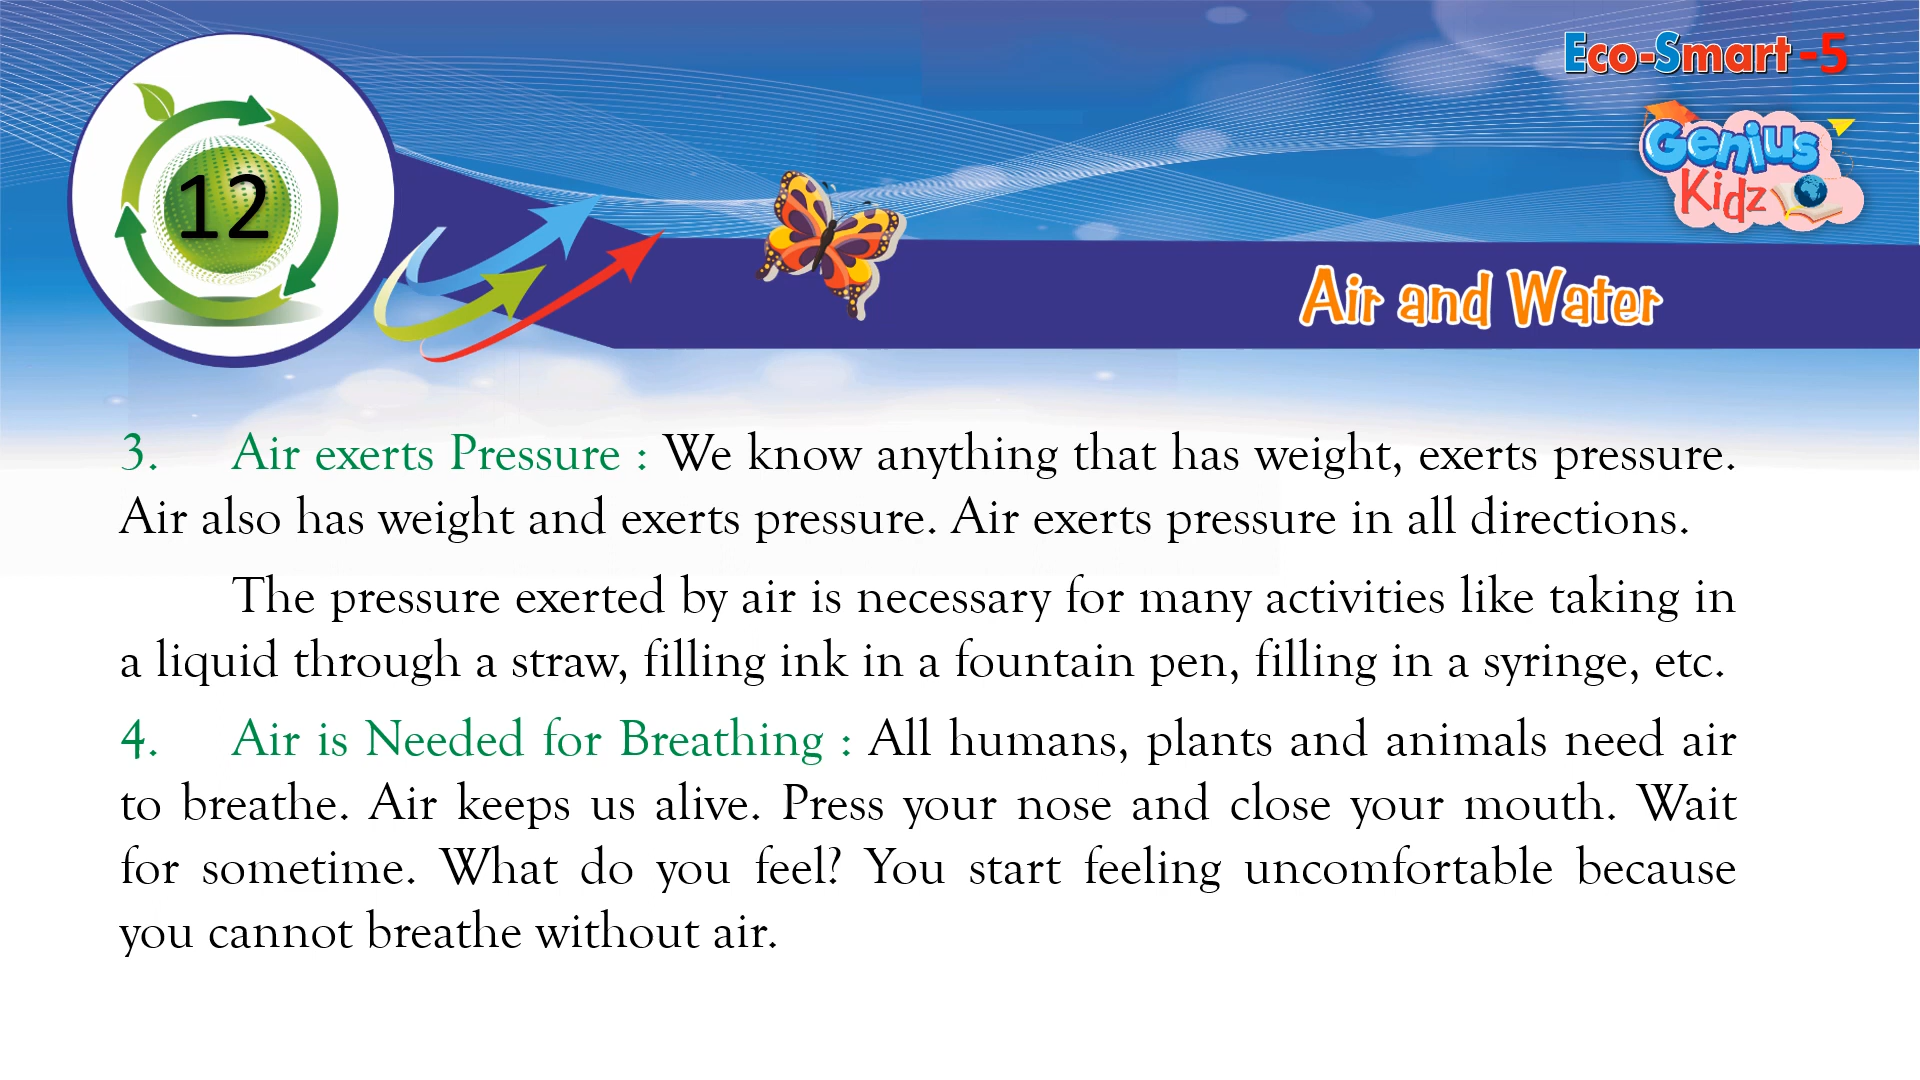 Eco-Smart -5
Genius
Kidz
12
Air and Water
3. Air exerts Pressure : We know anything that has weight, exerts pressure.
Air also has weight and exerts pressure. Air exerts pressure in all directions.
The pressure exerted by air is necessary for many activities like taking in
a liquid through a straw, filling ink in a fountain pen, filling in a syringe, etc.
4. Air is Needed for Breathing : All humans, plants and animals need air
to breathe. Air keeps us alive. Press your nose and close your mouth. Wait
for sometime. What do you feel? You start feeling uncomfortable because
you cannot breathe without air.